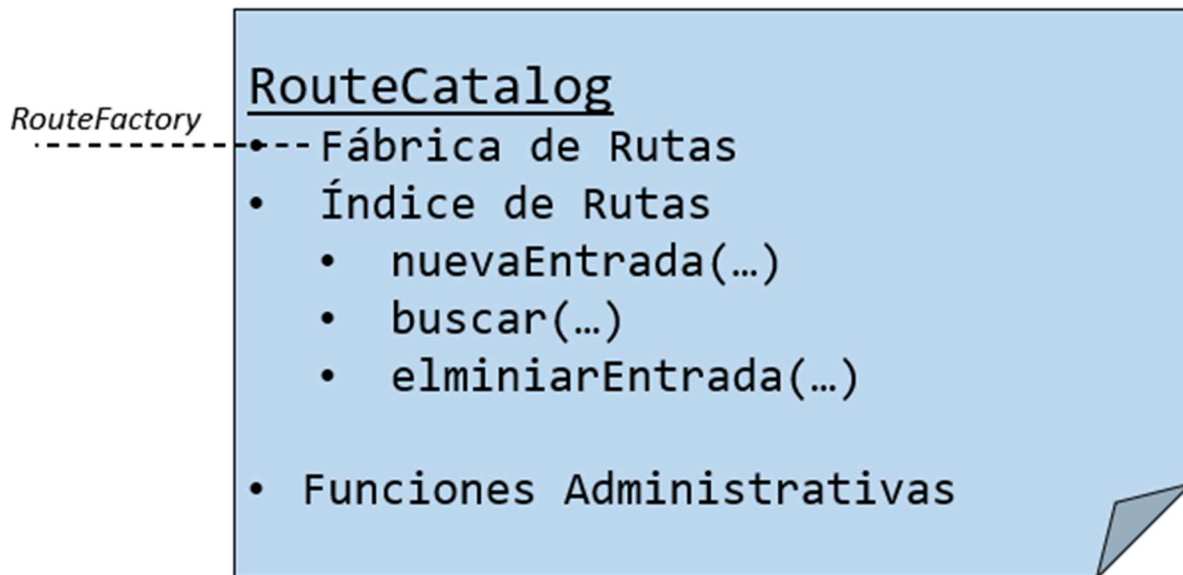 RouteCatalog
RouteFactory
• Fábrica de Rutas
• Índice de Rutas
• nuevaEntrada(…)
• buscar(…)
• elminiarEntrada(…)
• Funciones Administrativas